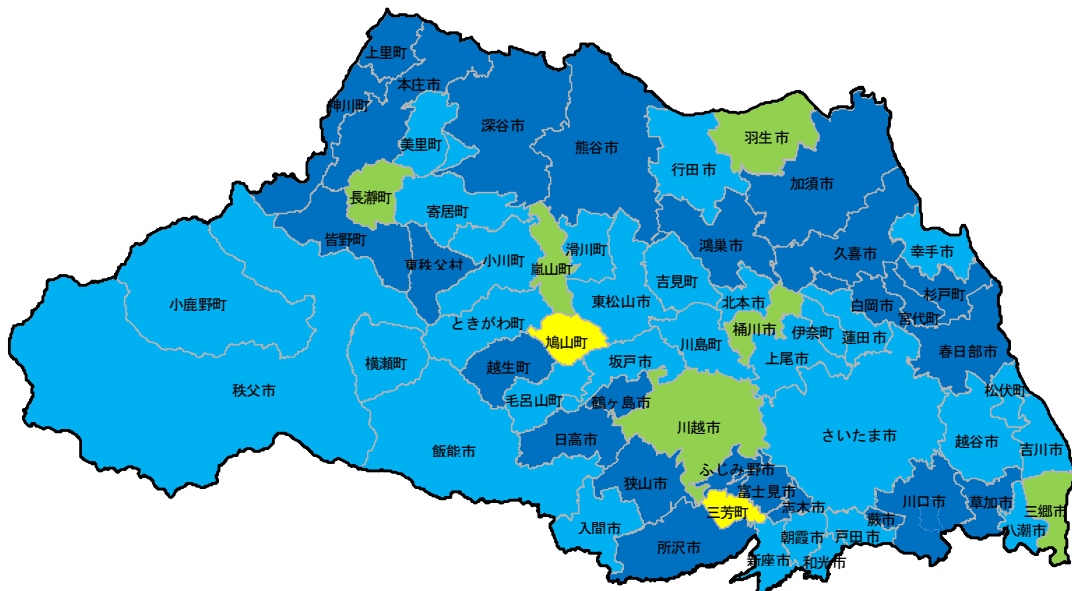 上里町
本庄市
神川町
深谷市
美里町
熊谷市
羽生市
行田市
加須市
長瀞町
寄居町
皆野町
鴻巣市
久喜市
幸手市
東秩父村
小川町
嵐山町
滑川町
吉見町
小鹿野町
東松山市
北本市
白岡市
杉戸町
宮代町
ときがわ町
鳩山町
川島町
桶川市
伊奈町
蓮田市
春日部市
横瀬町
越生町
坂戸市
上尾市
秩父市
毛呂山町
鶴ヶ島市
松伏町
川越市
さいたま市
越谷市
吉川市
飯能市
日高市
ふじみ野市
狭山市
富士見市
志木市
川口市
草加市
三郷市
三芳町
蕨市
入間市
朝霞市
戸田市
八潮市
所沢市
新座市
和光市